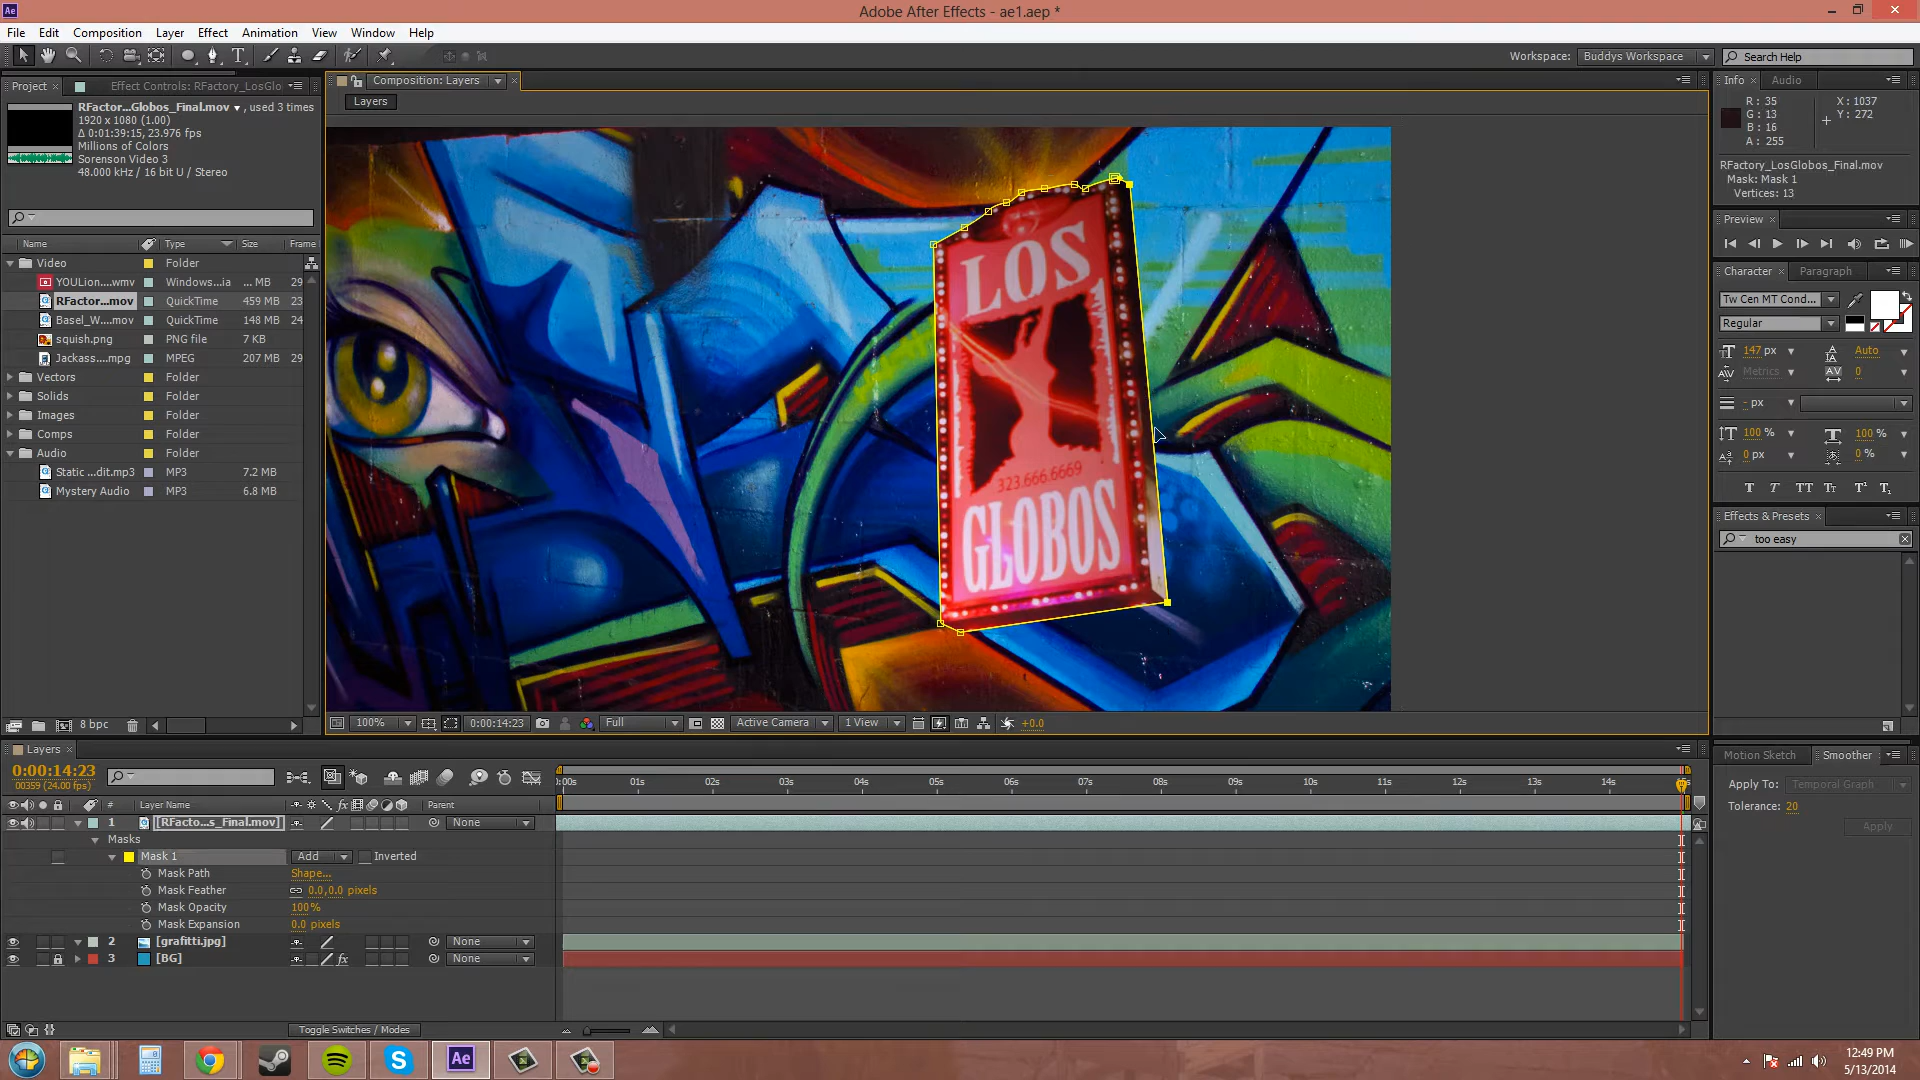 Adobe After Effects - ae1.aep *
File Edit Composition Layer Effect Animation View Window Help
Workspace: Buddys Workspace Search Help
Project Effect Controls: RFactory_LosGlo
Composition: Layers
Info Audio
Layers
RFactor...Globos_Final.mov , used 3 times
1920 x 1080 (1.00)
Δ 0:01:39:15, 23.976 fps
Millions of Colors
Sorenson Video 3
48.000 kHz / 16 bit U / Stereo
R: 35 X: 1037
G: 13 Y: 272
B: 16
A: 255
RFactory_LosGlobos_Final.mov
Mask: Mask 1
Vertices: 13
Preview
Character Paragraph
Tw Cen MT Cond...
Regular
147 px Auto
Metrics 0
- px
100 % 100 %
0 px 0 %
T T TT Tt T¹ T₁
Effects & Presets
too easy
Name Type Size Frame
Video Folder
YOULion....wmv Windows...ia ... MB 29
RFactor...mov QuickTime 459 MB 23
Basel_W....mov QuickTime 148 MB 24
squish.png PNG file 7 KB
Jackass....mpg MPEG 207 MB 29
Vectors Folder
Solids Folder
Images Folder
Comps Folder
Audio Folder
Static ...dit.mp3 MP3 7.2 MB
Mystery Audio MP3 6.8 MB
8 bpc
LOS
323.666.6669
GLOBOS
100% 0:00:14:23 Full Active Camera 1 View +0.0
Layers
0:00:14:23
00359 (24.00 fps)
:00s 01s 02s 03s 04s 05s 06s 07s 08s 09s 10s 11s 12s 13s 14s
# Layer Name fx Parent
1 [RFacto...s_Final.mov] None
Masks
Mask 1 Add Inverted
Mask Path Shape...
Mask Feather 0.0,0.0 pixels
Mask Opacity 100%
Mask Expansion 0.0 pixels
2 [grafitti.jpg] None
3 [BG] fx None
Toggle Switches / Modes
Motion Sketch Smoother
Apply To: Temporal Graph
Tolerance: 20
Apply
Ae
12:49 PM
5/13/2014